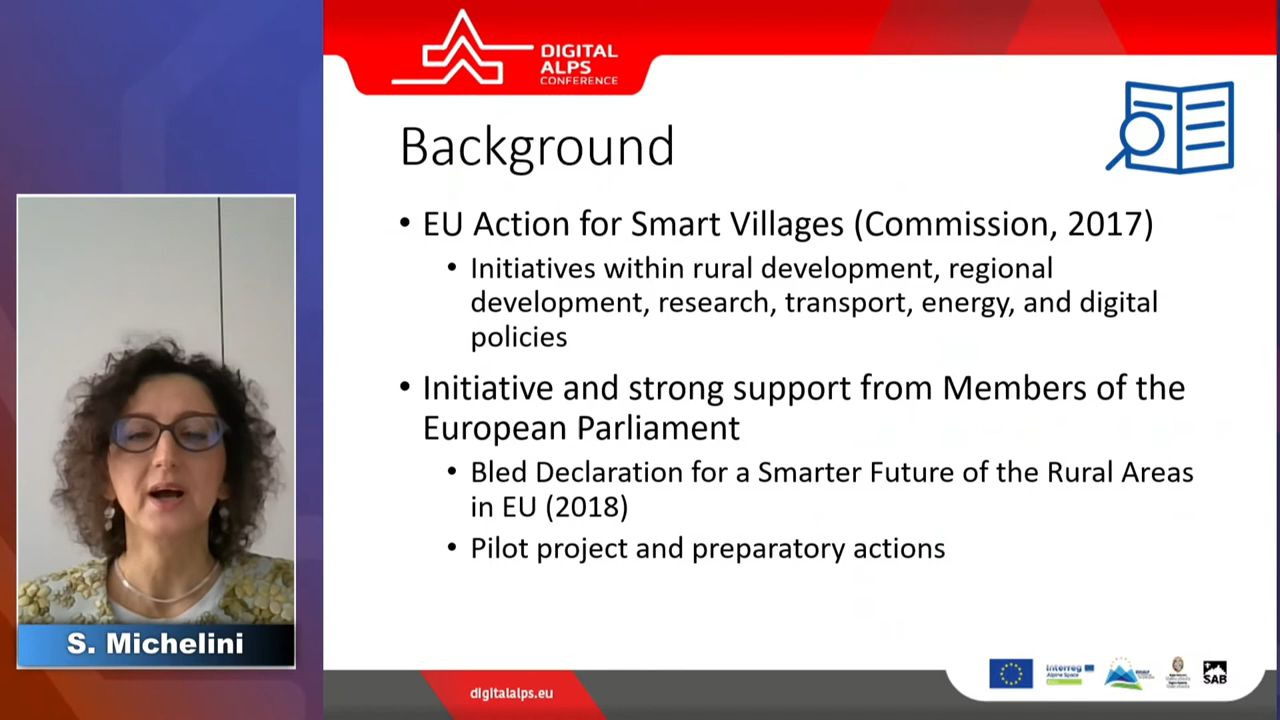 DIGITAL
ALPS
CONFERENCE
Background
• EU Action for Smart Villages (Commission, 2017)
• Initiatives within rural development, regional
development, research, transport, energy, and digital
policies
• Initiative and strong support from Members of the
European Parliament
• Bled Declaration for a Smarter Future of the Rural Areas
in EU (2018)
• Pilot project and preparatory actions
S. Michelini
digitalalps.eu
Interreg
Alpine Space
SAB